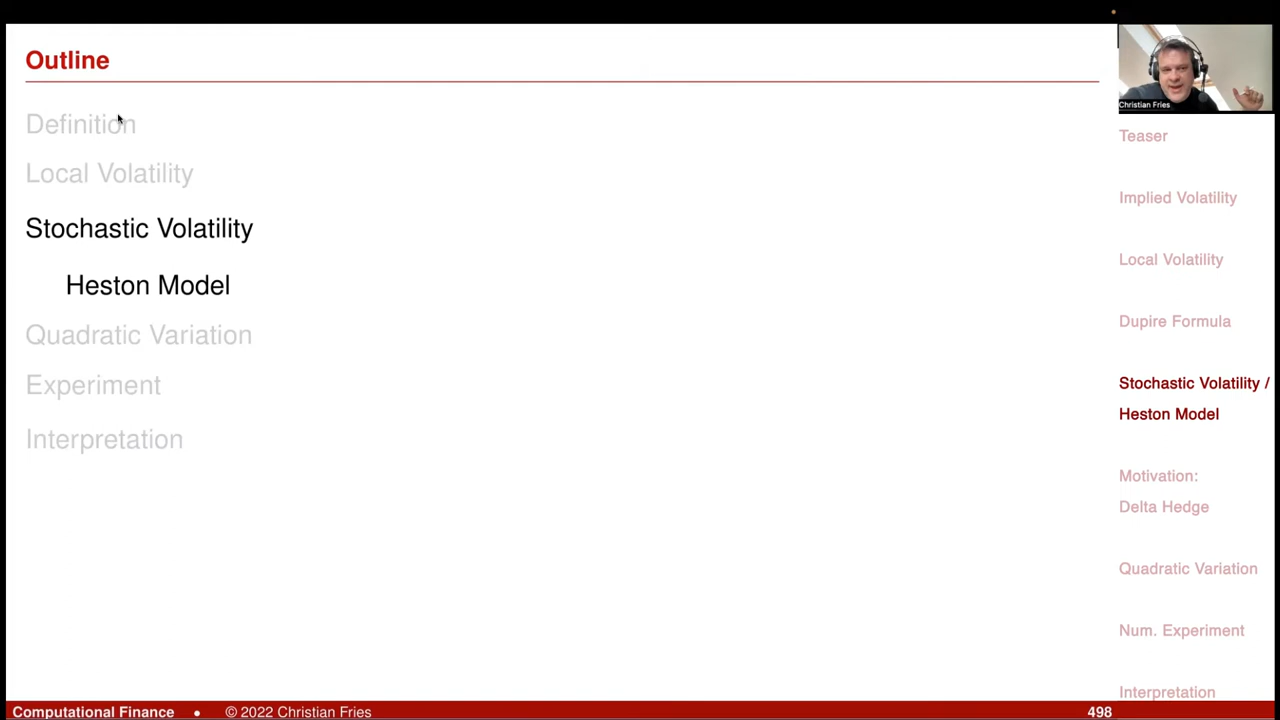 Outline
Definition
Local Volatility
Stochastic Volatility
Heston Model
Quadratic Variation
Experiment
Interpretation
Christian Fries
Teaser
Implied Volatility
Local Volatility
Dupire Formula
Stochastic Volatility /
Heston Model
Motivation:
Delta Hedge
Quadratic Variation
Num. Experiment
Interpretation
Computational Finance • © 2022 Christian Fries 498